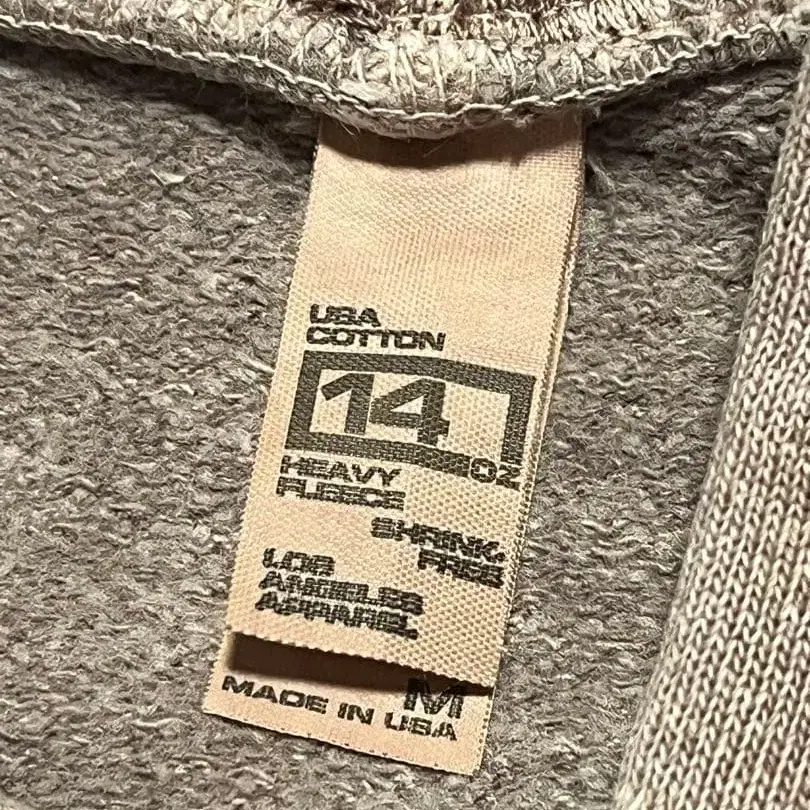 USA
COTTON
14
OZ
HEAVY
FLEECE
SHRINK.
FREE
LOS
ANGELES
APPAREL
M
MADE IN USA